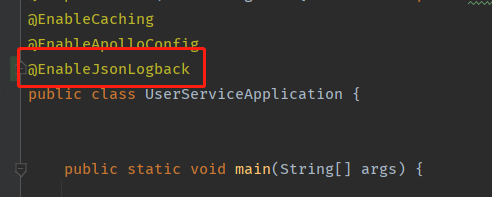 @EnableCaching
@EnableApolloConfig
@EnableJsonLogback
public class UserServiceApplication {
public static void main(String[] args) {